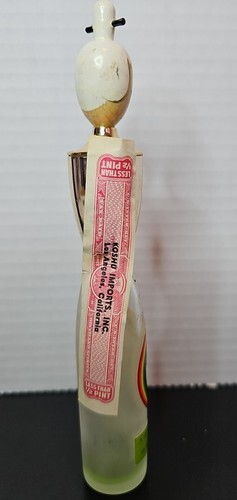 LESS THAN
1/2 PINT
KOSHU IMPORTS, INC.
Los Angeles, California
LESS THAN
1/2 PINT